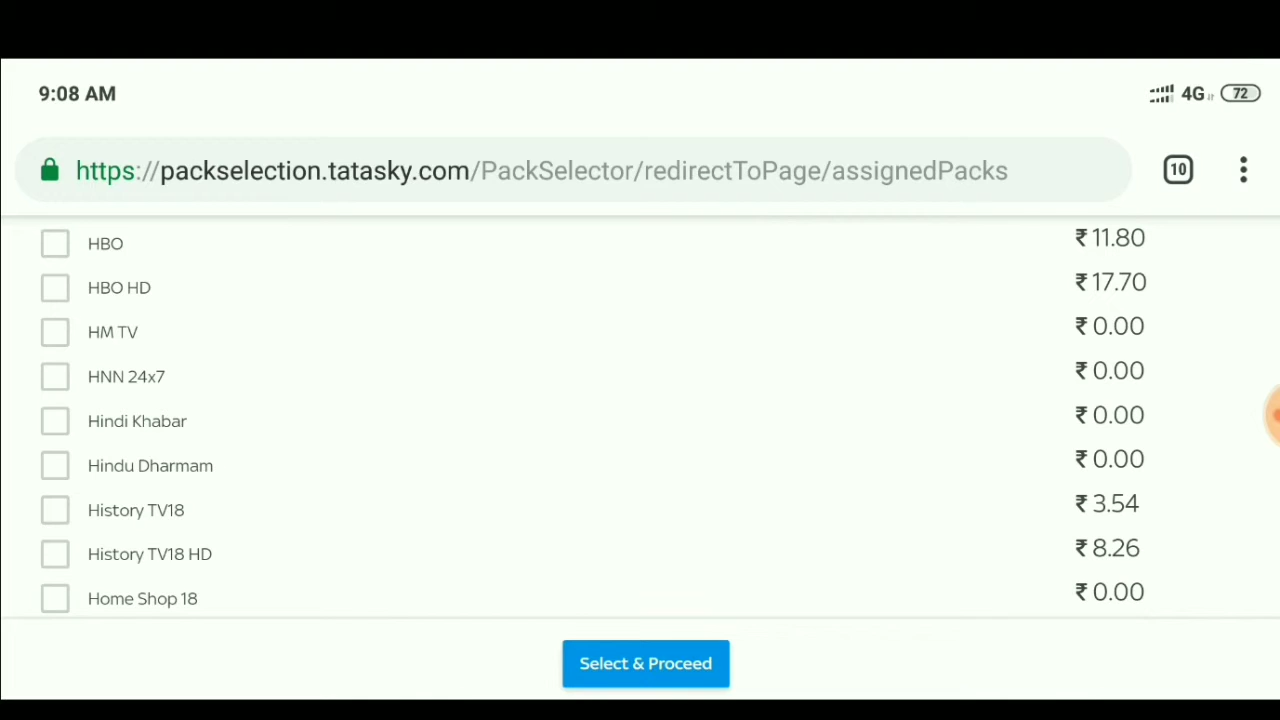 9:08 AM 4G 72
https://packselection.tatasky.com/PackSelector/redirectToPage/assignedPacks 10
HBO ₹ 11.80
HBO HD ₹ 17.70
HM TV ₹ 0.00
HNN 24x7 ₹ 0.00
Hindi Khabar ₹ 0.00
Hindu Dharmam ₹ 0.00
History TV18 ₹ 3.54
History TV18 HD ₹ 8.26
Home Shop 18 ₹ 0.00
Select & Proceed